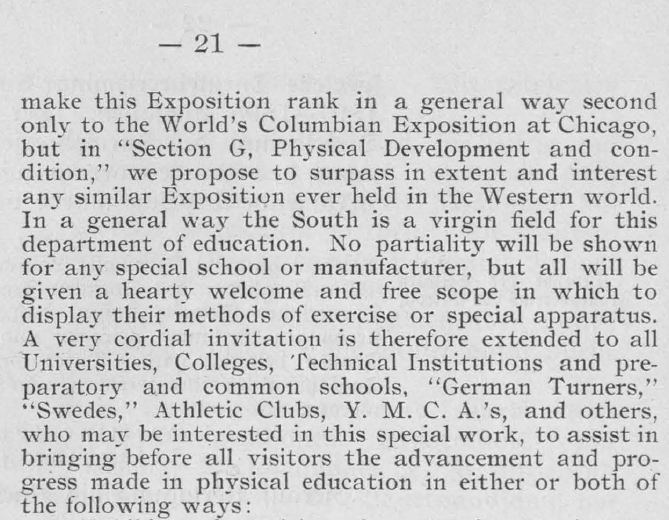 — 21 —
make this Exposition rank in a general way second
only to the World's Columbian Exposition at Chicago,
but in "Section G, Physical Development and con-
dition," we propose to surpass in extent and interest
any similar Exposition ever held in the Western world.
In a general way the South is a virgin field for this
department of education. No partiality will be shown
for any special school or manufacturer, but all will be
given a hearty welcome and free scope in which to
display their methods of exercise or special apparatus.
A very cordial invitation is therefore extended to all
Universities, Colleges, Technical Institutions and pre-
paratory and common schools, "German Turners,"
"Swedes," Athletic Clubs, Y. M. C. A.'s, and others,
who may be interested in this special work, to assist in
bringing before all visitors the advancement and pro-
gress made in physical education in either or both of
the following ways: